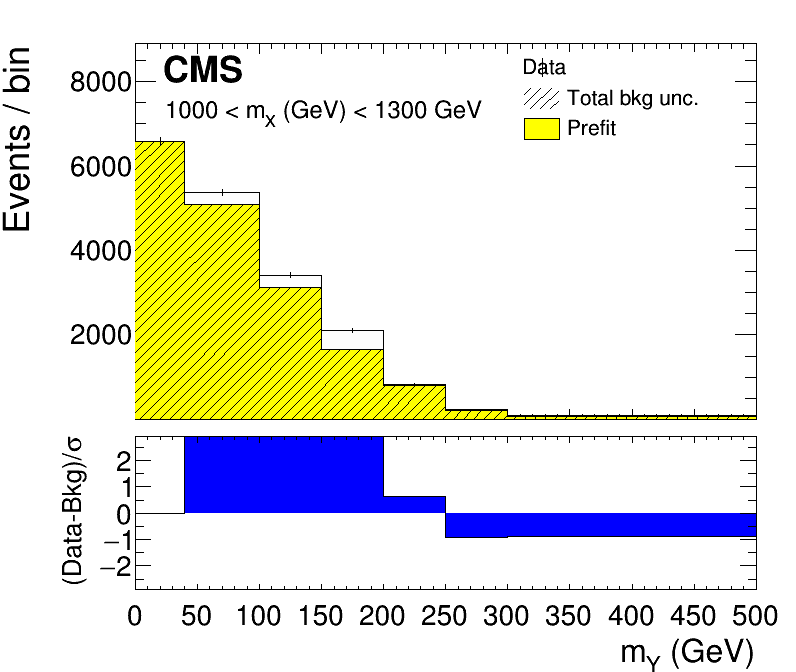 CMS
1000 < mX (GeV) < 1300 GeV
Data
Total bkg unc.
Prefit
Events / bin
8000
6000
4000
2000
(Data-Bkg)/σ
2
1
0
−1
−2
0 50 100 150 200 250 300 350 400 450 500
mY (GeV)